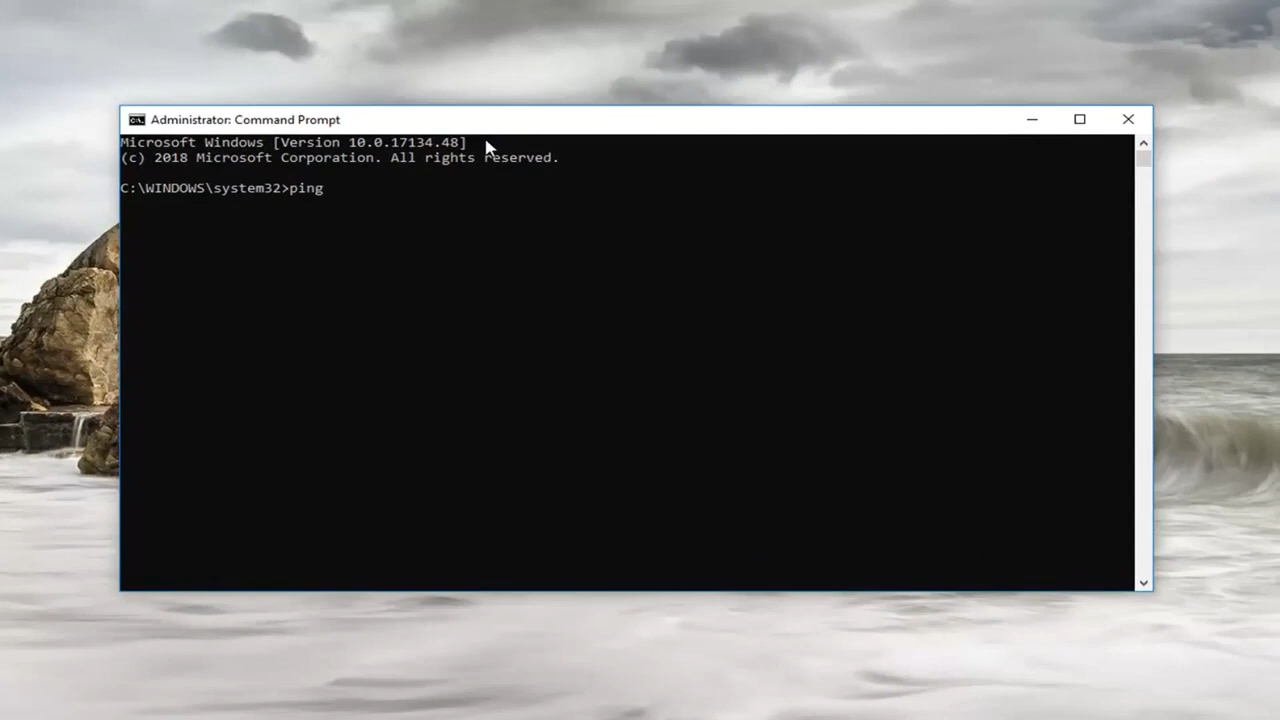 Administrator: Command Prompt
Microsoft Windows [Version 10.0.17134.48]
(c) 2018 Microsoft Corporation. All rights reserved.
C:\WINDOWS\system32>ping